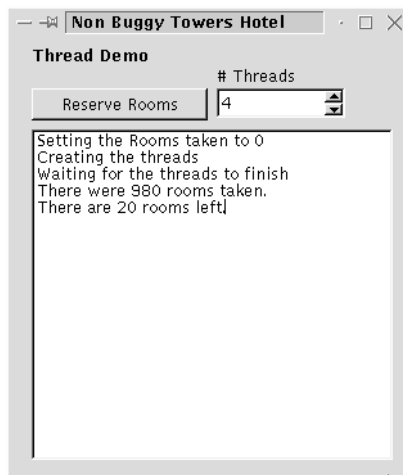 Non Buggy Towers Hotel
Thread Demo
# Threads
Reserve Rooms
4
Setting the Rooms taken to 0
Creating the threads
Waiting for the threads to finish
There were 980 rooms taken.
There are 20 rooms left.